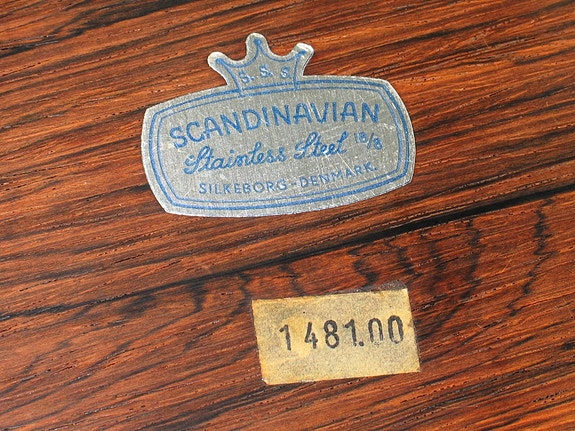 S. & S.
SCANDINAVIAN
Stainless Steel 18/8
SILKEBORG - DENMARK
1481.00